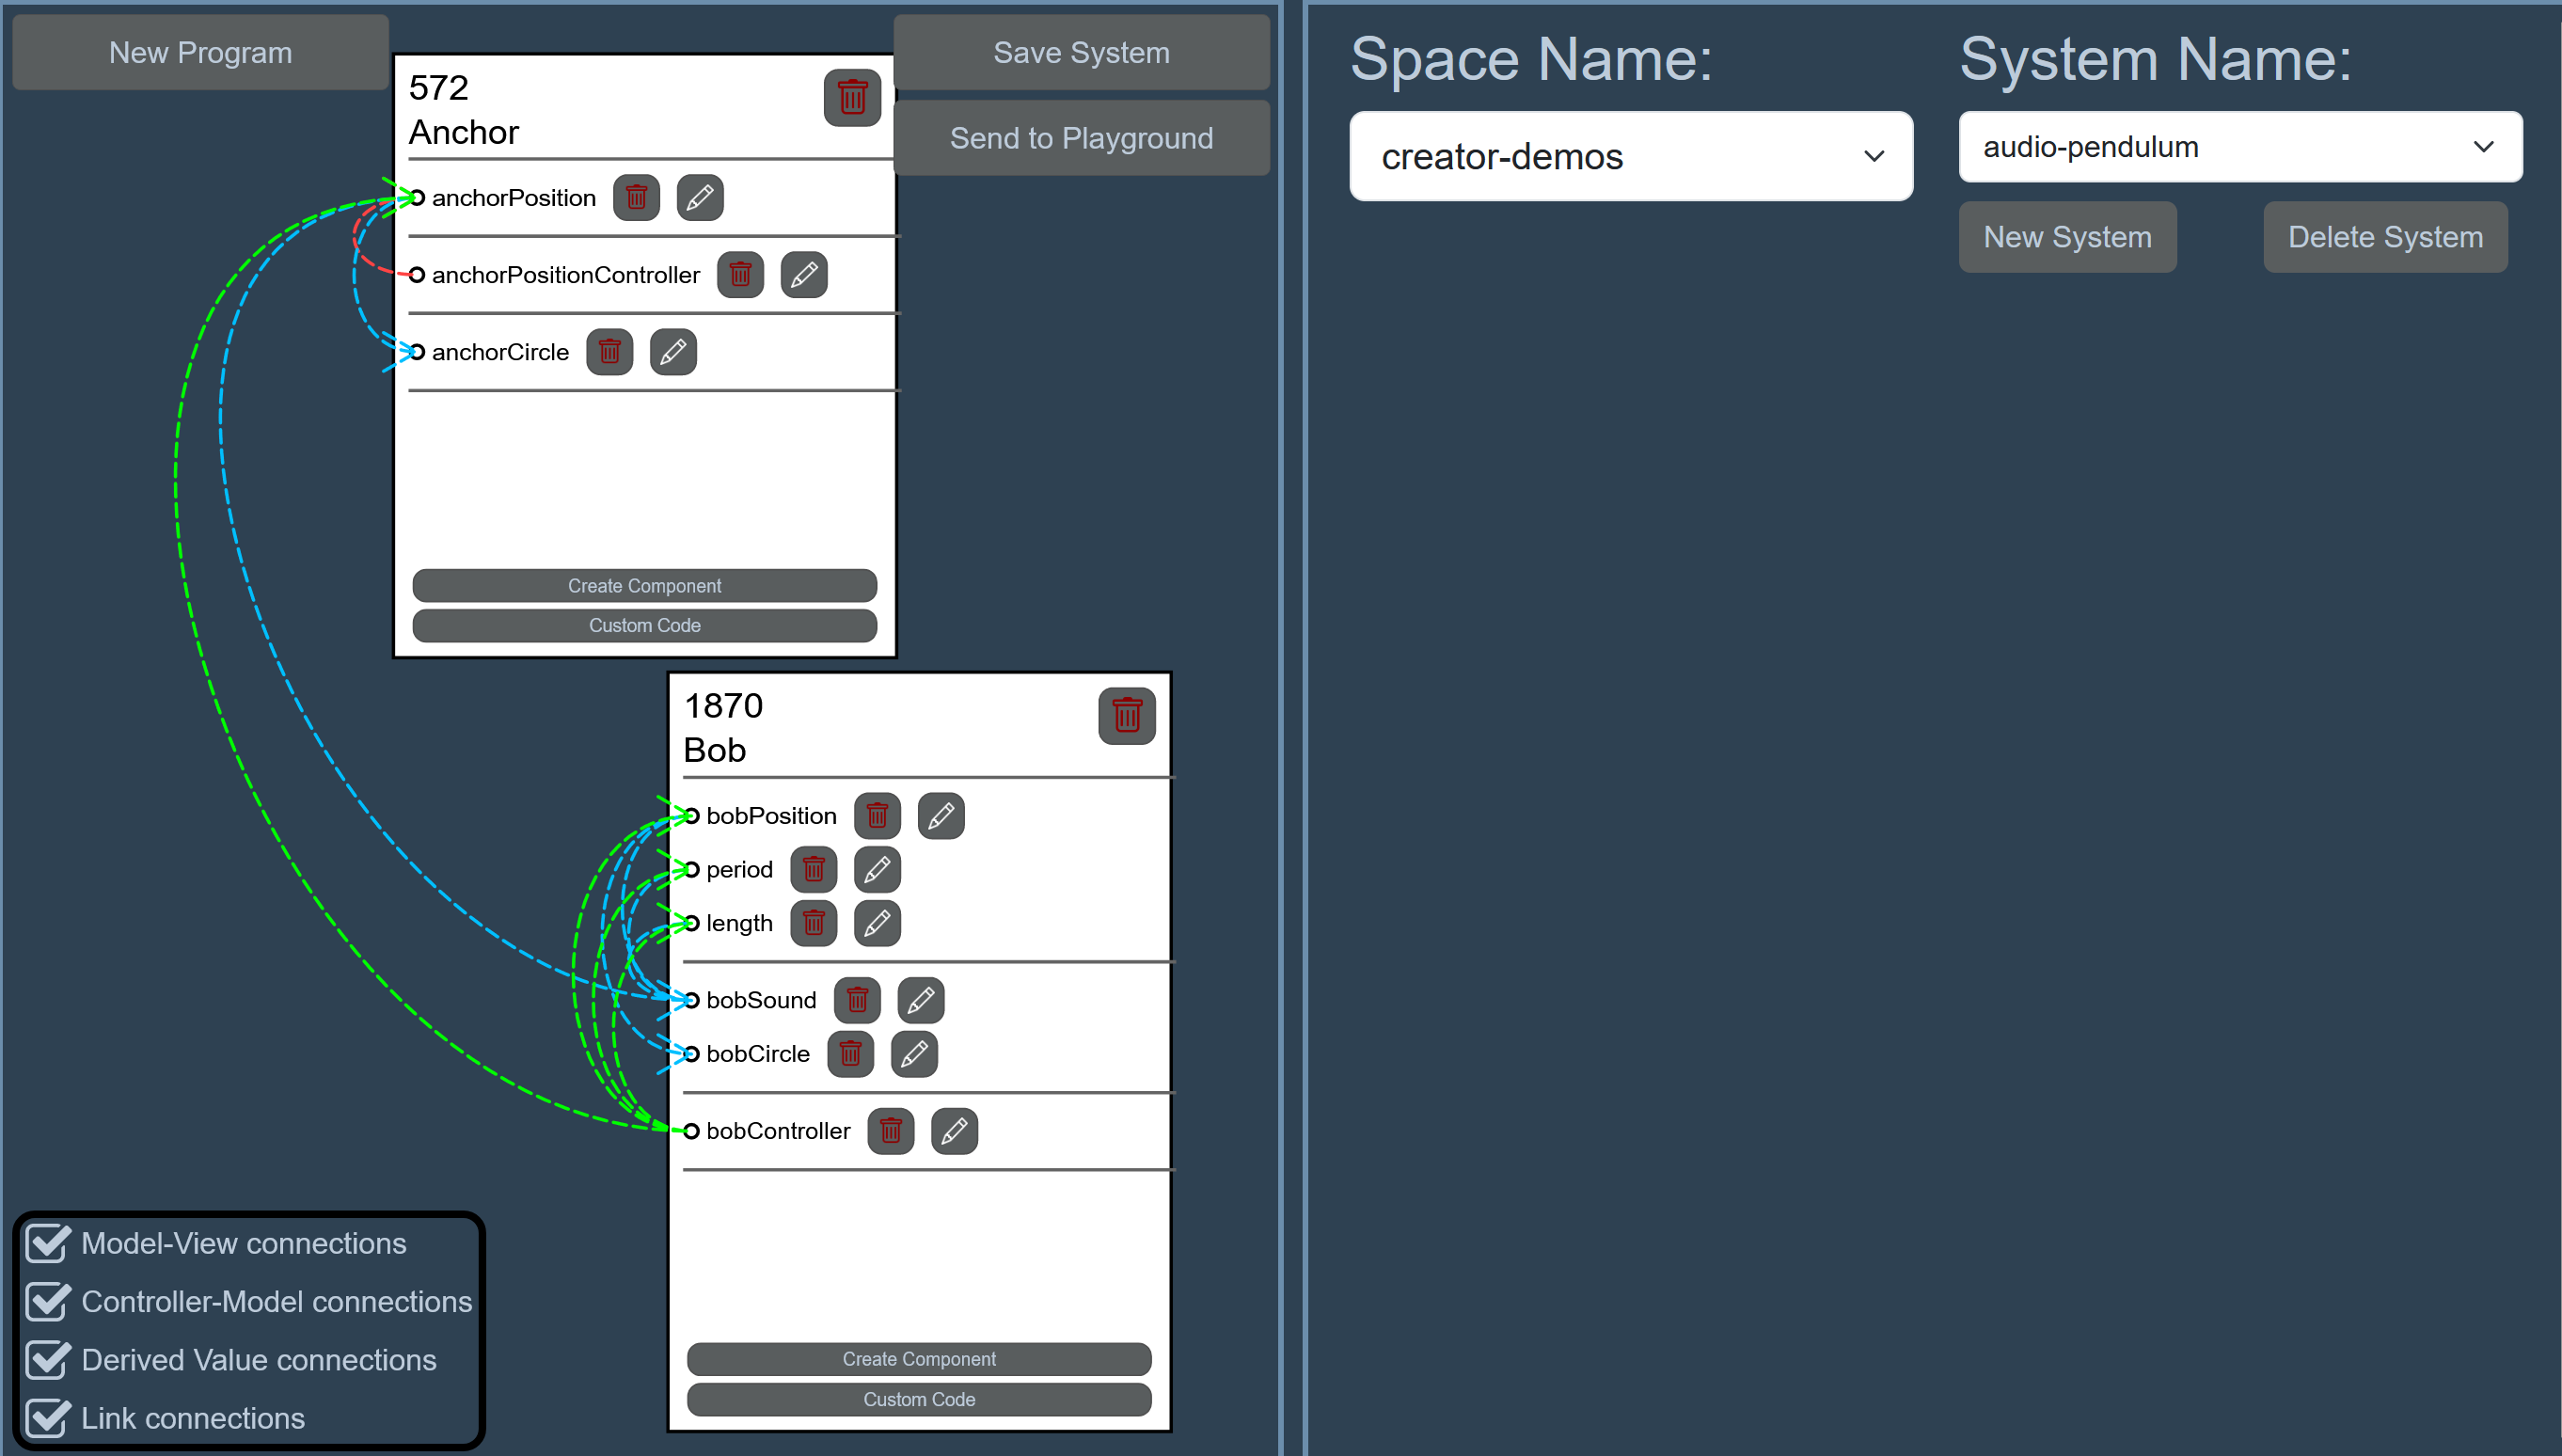 New Program
Save System
Send to Playground
572
Anchor
anchorPosition
anchorPositionController
anchorCircle
Create Component
Custom Code
1870
Bob
bobPosition
period
length
bobSound
bobCircle
bobController
Create Component
Custom Code
Model-View connections
Controller-Model connections
Derived Value connections
Link connections
Space Name:
creator-demos
System Name:
audio-pendulum
New System
Delete System